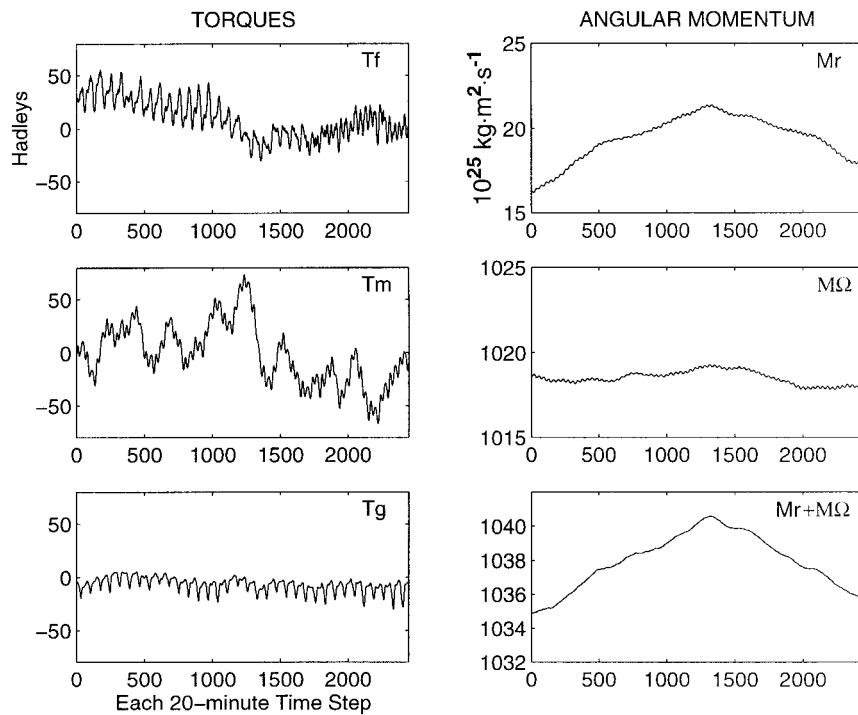 TORQUES
ANGULAR MOMENTUM
Tf
50
0
−50
Hadleys
0 500 1000 1500 2000
Mr
25
20
15
10²⁵ kg·m²·s⁻¹
0 500 1000 1500 2000
Tm
50
0
−50
0 500 1000 1500 2000
MΩ
1025
1020
1015
0 500 1000 1500 2000
Tg
50
0
−50
0 500 1000 1500 2000
Each 20−minute Time Step
Mr+MΩ
1040
1038
1036
1034
1032
0 500 1000 1500 2000